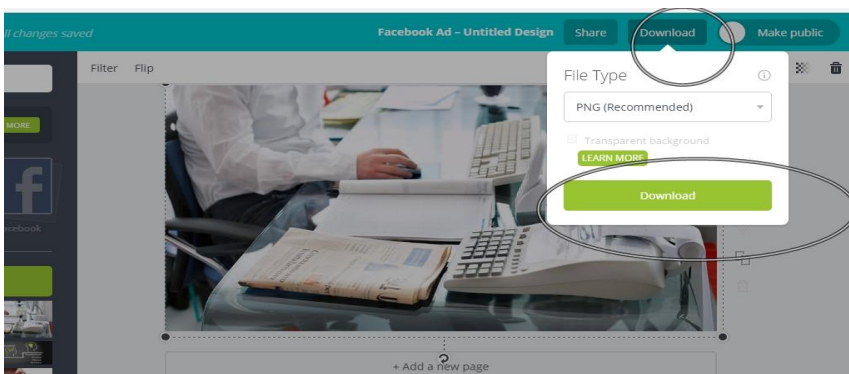 ll changes saved
Facebook Ad – Untitled Design
Share
Download
Make public
Filter Flip
File Type
PNG (Recommended)
Transparent background
LEARN MORE
Download
MORE
acebook
+ Add a new page